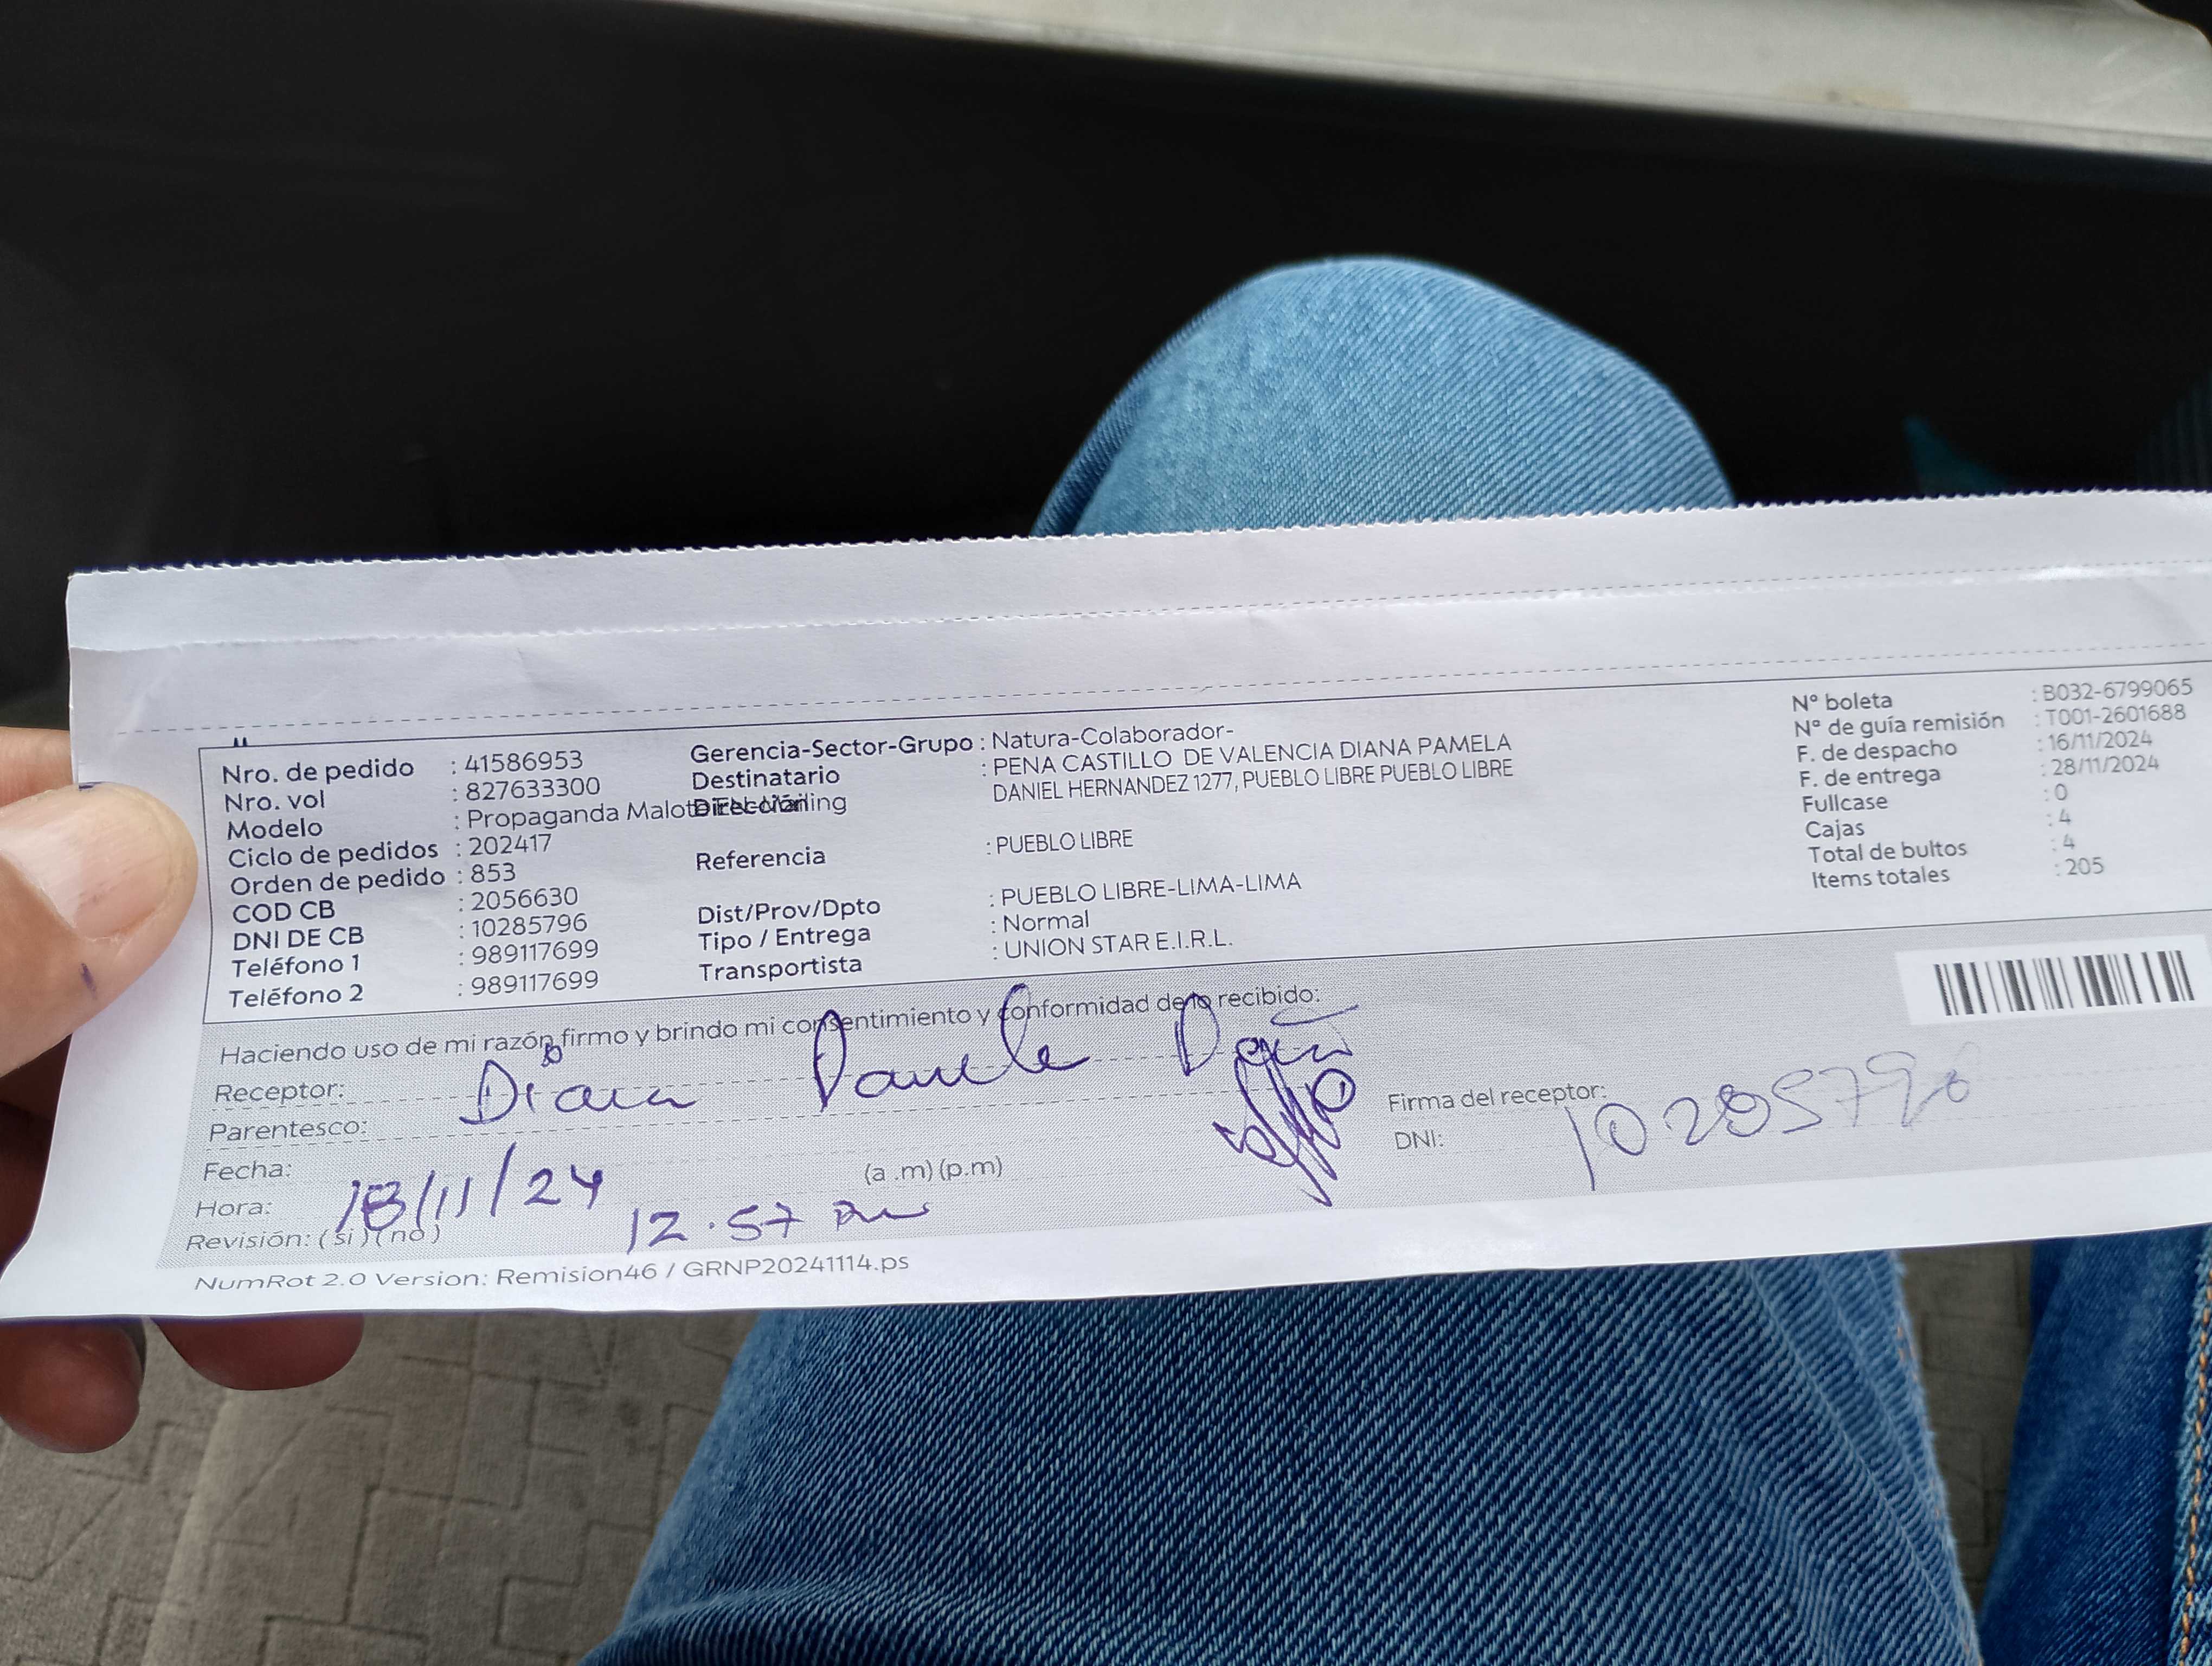 Nro. de pedido : 41586953
Nro. vol : 827633300
Modelo : Propaganda
Ciclo de pedidos : 202417
Orden de pedido : 853
COD CB : 2056630
DNI DE CB : 10285796
Teléfono 1 : 989117699
Teléfono 2 : 989117699
Gerencia-Sector-Grupo : Natura-Colaborador-
Destinatario : PENA CASTILLO DE VALENCIA DIANA PAMELA
Dirección DANIEL HERNANDEZ 1277, PUEBLO LIBRE PUEBLO LIBRE
Referencia : PUEBLO LIBRE
Dist/Prov/Dpto : PUEBLO LIBRE-LIMA-LIMA
Tipo / Entrega : Normal
Transportista : UNION STAR E.I.R.L.
N° boleta : B032-6799065
N° de guía remisión : T001-2601688
F. de despacho : 16/11/2024
F. de entrega : 28/11/2024
Fullcase : 0
Cajas : 4
Total de bultos : 4
Items totales : 205
Haciendo uso de mi razón firmo y brindo mi consentimiento y conformidad de lo recibido:
Receptor: Diana Pamela Peña
Parentesco:
Fecha: 18/11/24 (a .m) (p.m)
Hora: 12.57 pm
Revisión: ( si ) ( no )
Firma del receptor:
DNI: 10285796
NumRot 2.0 Version: Remision46 / GRNP20241114.ps